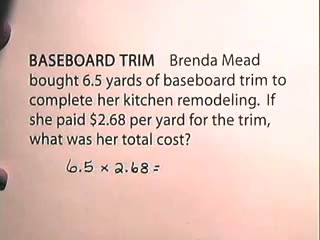 BASEBOARD TRIM Brenda Mead
bought 6.5 yards of baseboard trim to
complete her kitchen remodeling. If
she paid $2.68 per yard for the trim,
what was her total cost?
6.5 × 2.68 =